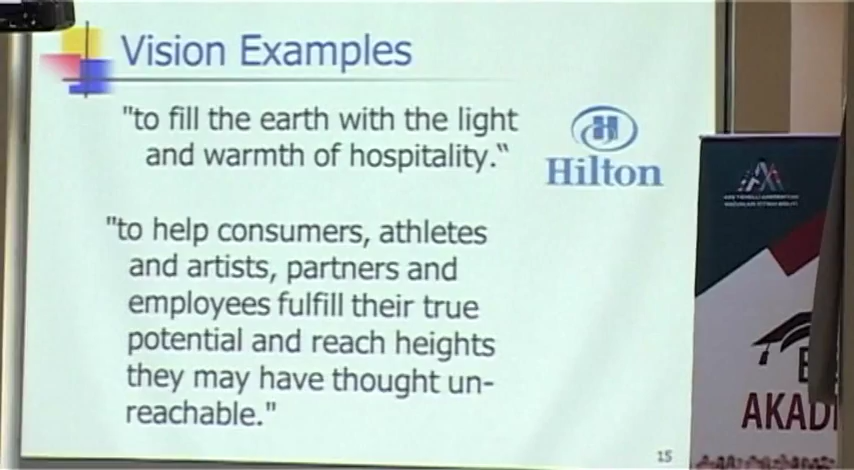 Vision Examples
"to fill the earth with the light
and warmth of hospitality."
Hilton
"to help consumers, athletes
and artists, partners and
employees fulfill their true
potential and reach heights
they may have thought un-
reachable."
15
AKAD